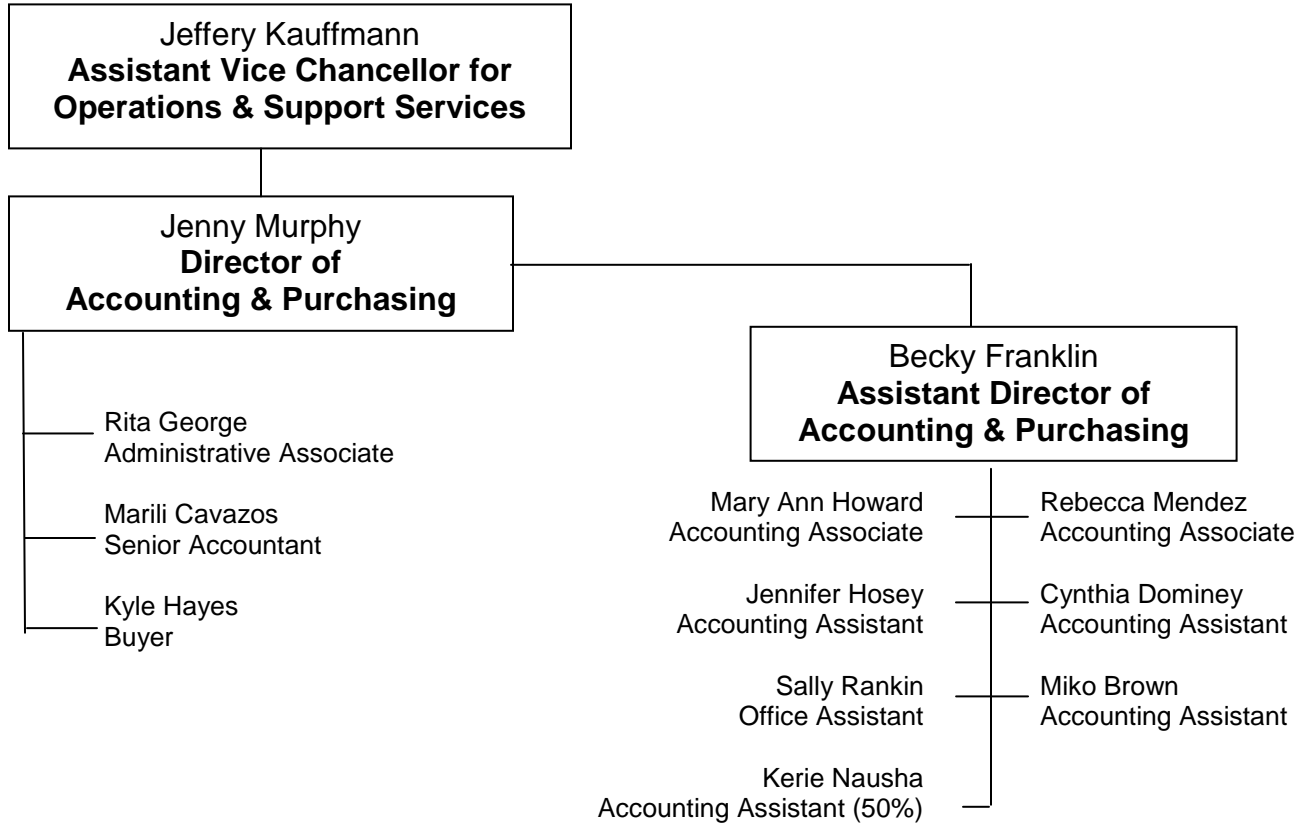 Jeffery Kauffmann
Assistant Vice Chancellor for
Operations & Support Services
Jenny Murphy
Director of
Accounting & Purchasing
Rita George
Administrative Associate
Marili Cavazos
Senior Accountant
Kyle Hayes
Buyer
Becky Franklin
Assistant Director of
Accounting & Purchasing
Mary Ann Howard
Accounting Associate
Rebecca Mendez
Accounting Associate
Jennifer Hosey
Accounting Assistant
Cynthia Dominey
Accounting Assistant
Sally Rankin
Office Assistant
Miko Brown
Accounting Assistant
Kerie Nausha
Accounting Assistant (50%)